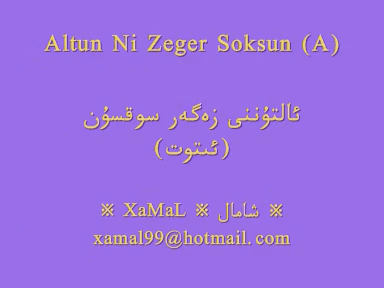 Altun Ni Zeger Soksun (A)
ئالتۇننى زەگەر سوقسۇن
(ئىتوت)
※ XaMaL ※ شامال ※
xamal99@hotmail.com